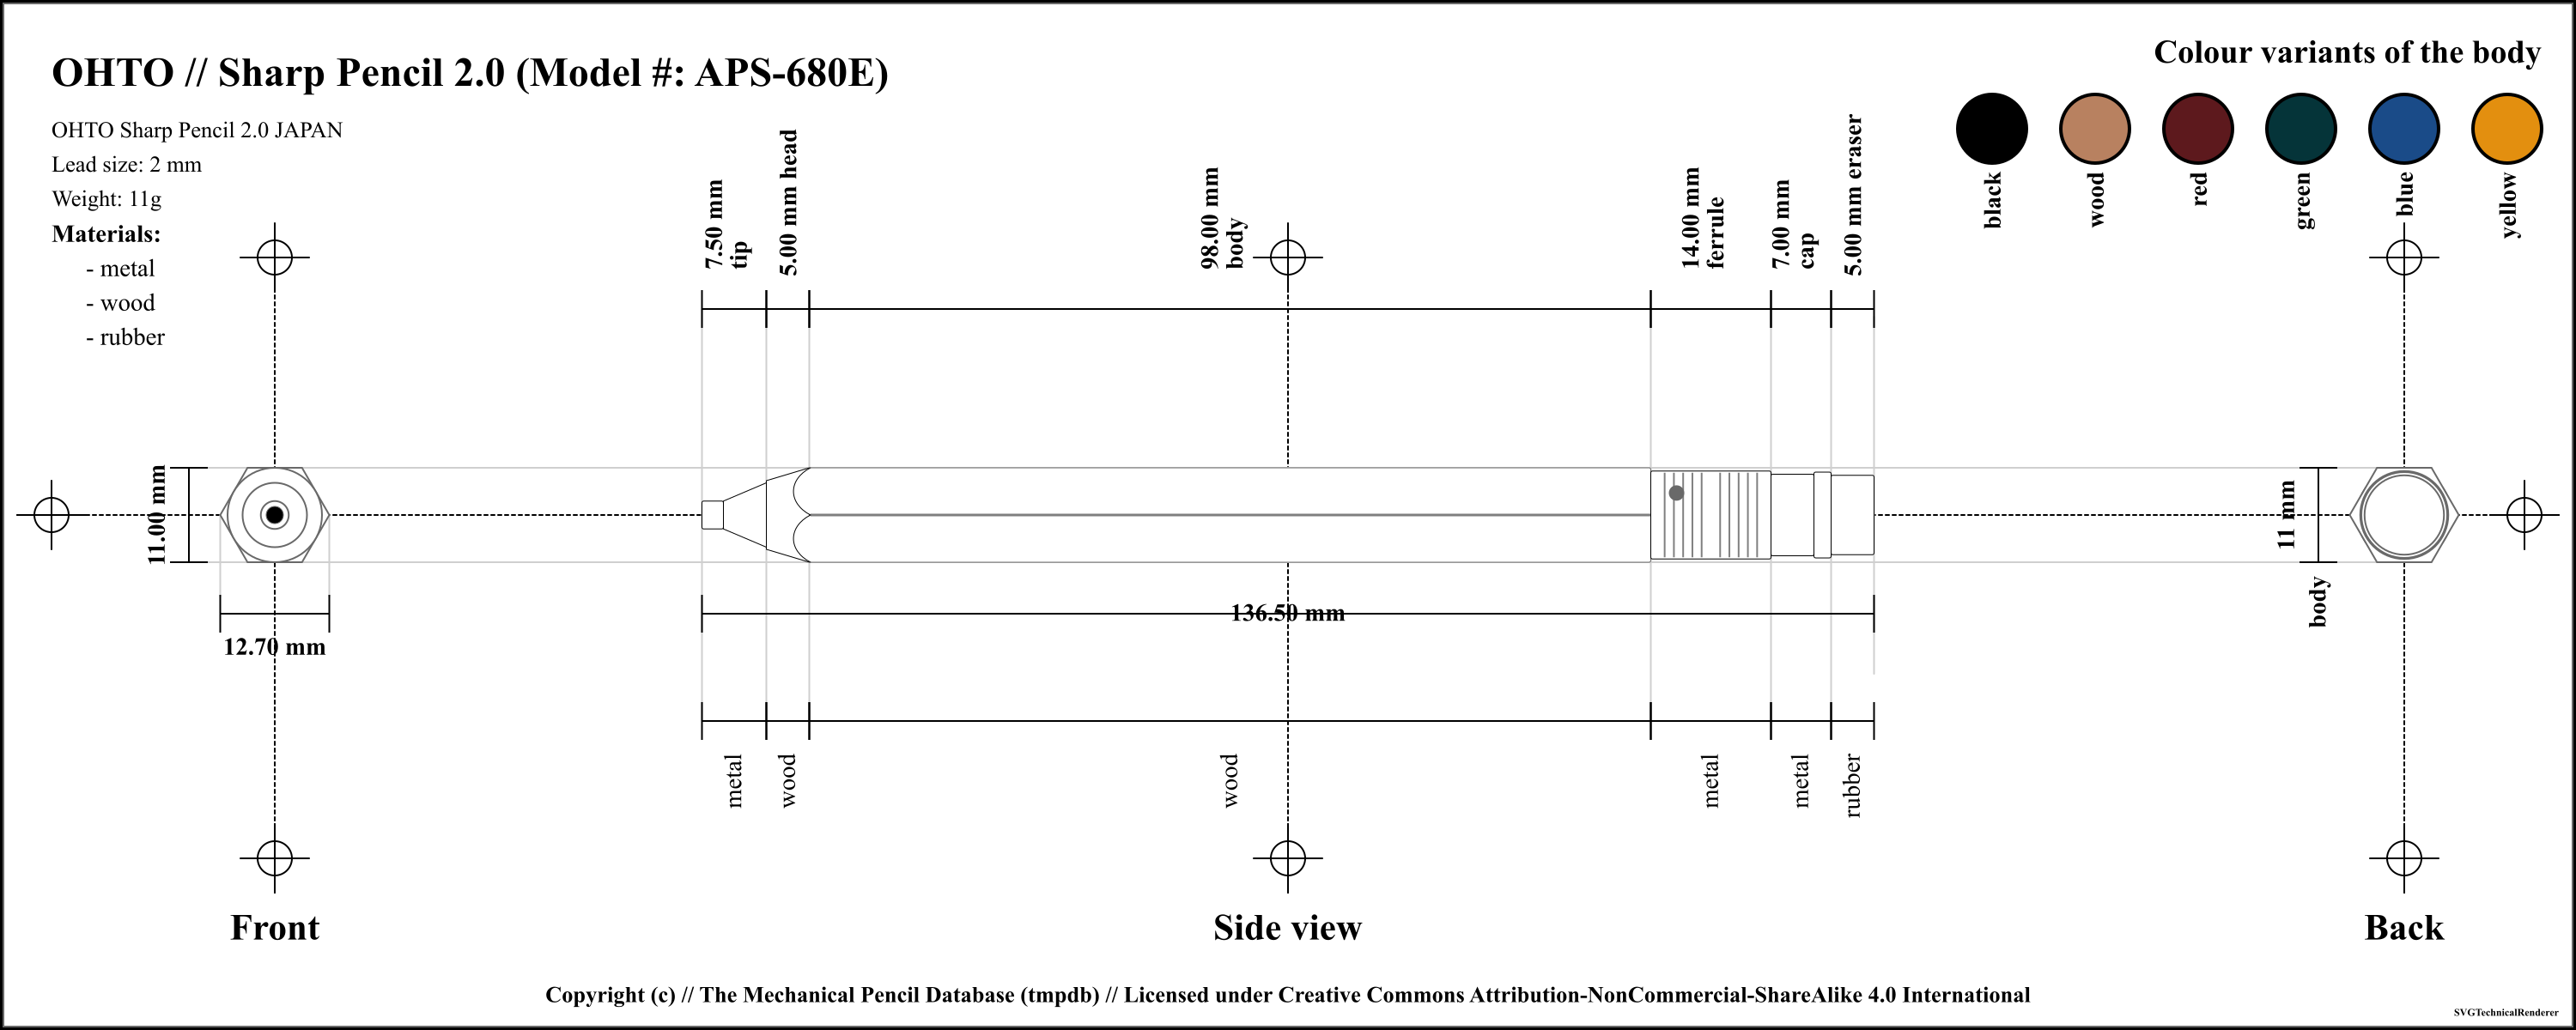 OHTO // Sharp Pencil 2.0 (Model #: APS-680E)
Colour variants of the body
OHTO Sharp Pencil 2.0 JAPAN
Lead size: 2 mm
Weight: 11g
Materials:
- metal
- wood
- rubber
black
wood
red
green
blue
yellow
7.50 mm
tip
5.00 mm head
98.00 mm
body
14.00 mm
ferrule
7.00 mm
cap
5.00 mm eraser
11.00 mm
12.70 mm
136.50 mm
11 mm
body
metal
wood
wood
metal
metal
rubber
Front
Side view
Back
Copyright (c) // The Mechanical Pencil Database (tmpdb) // Licensed under Creative Commons Attribution-NonCommercial-ShareAlike 4.0 International
SVGTechnicalRenderer